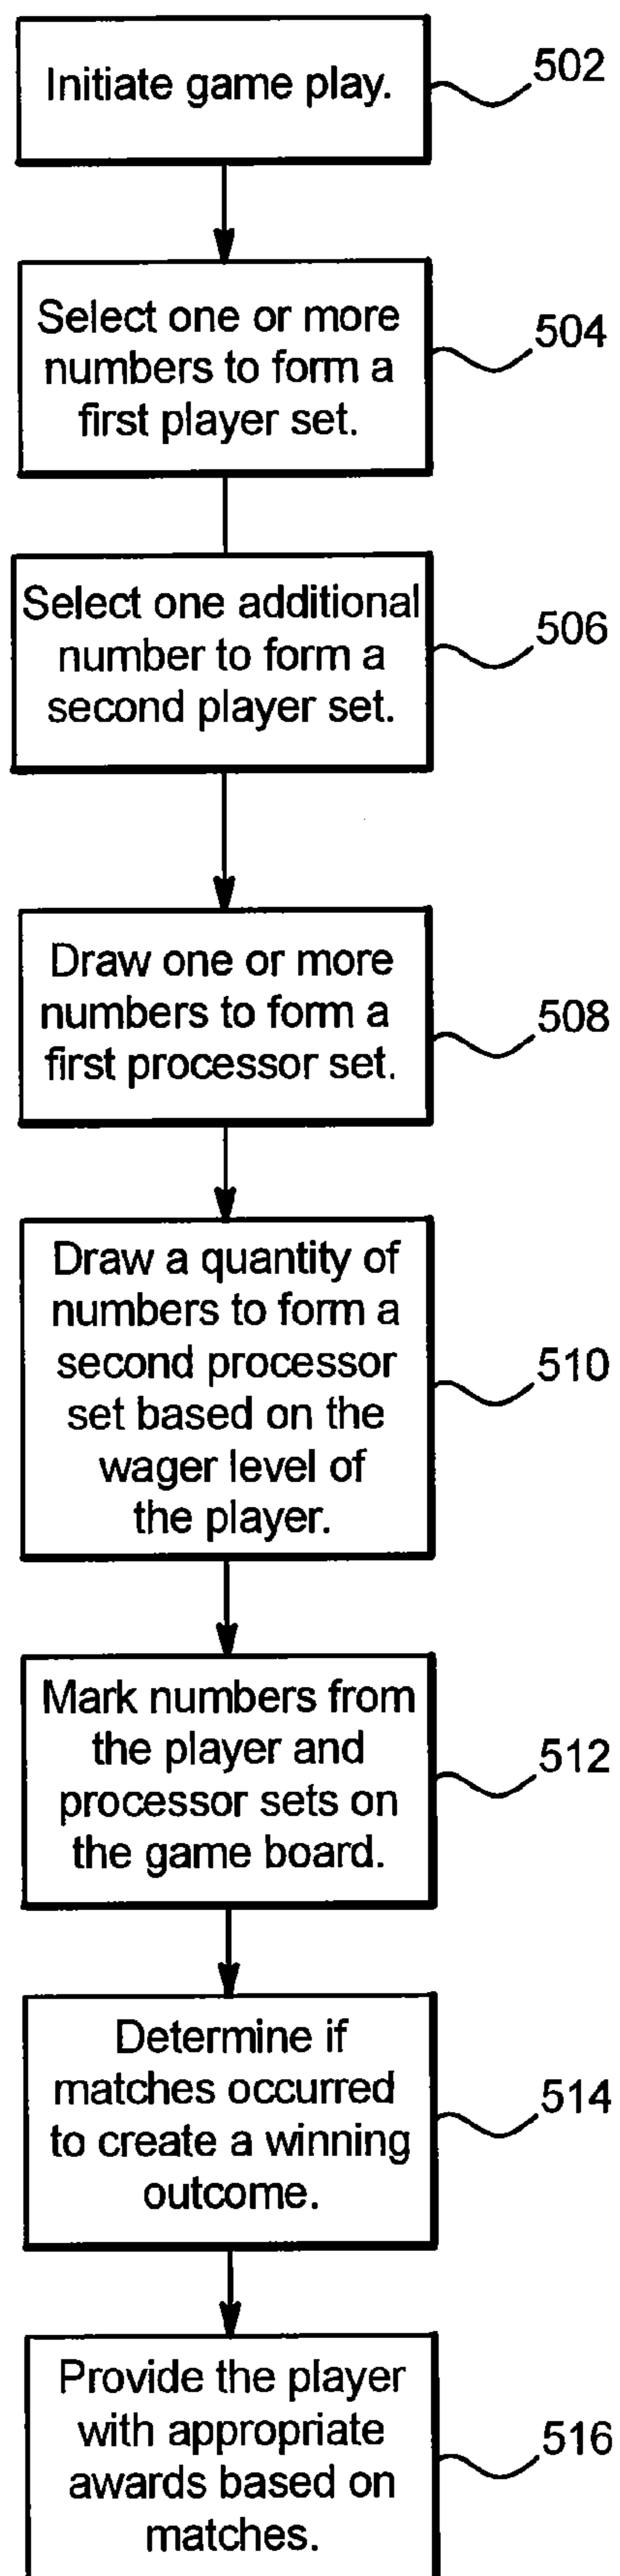 Initiate game play.
502
Select one or more
numbers to form a
first player set.
504
Select one additional
number to form a
second player set.
506
Draw one or more
numbers to form a
first processor set.
508
Draw a quantity of
numbers to form a
second processor
set based on the
wager level of
the player.
510
Mark numbers from
the player and
processor sets on
the game board.
512
Determine if
matches occurred
to create a winning
outcome.
514
Provide the player
with appropriate
awards based on
matches.
516